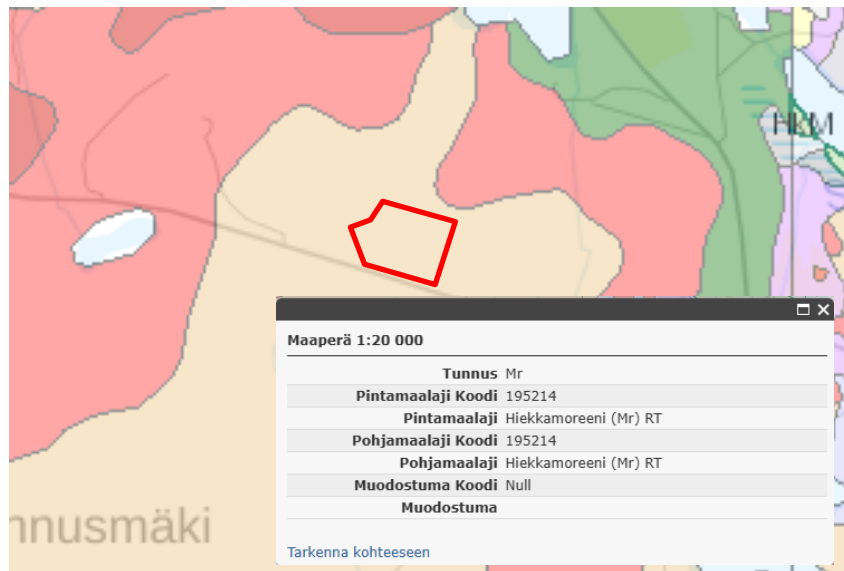 HkM
Maaperä 1:20 000
Tunnus Mr
Pintamaalaji Koodi 195214
Pintamaalaji Hiekkamoreeni (Mr) RT
Pohjamaalaji Koodi 195214
Pohjamaalaji Hiekkamoreeni (Mr) RT
Muodostuma Koodi Null
Muodostuma
nnusmäki
Tarkenna kohteeseen